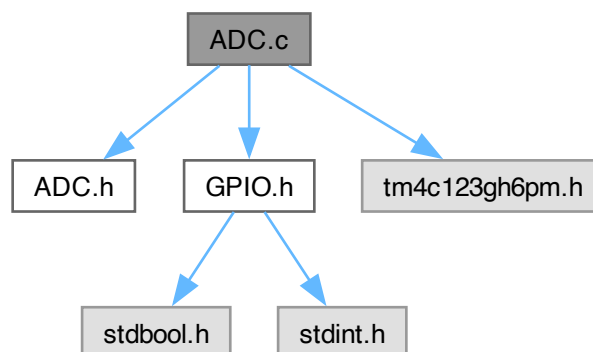 ADC.c
ADC.h
GPIO.h
tm4c123gh6pm.h
stdbool.h
stdint.h